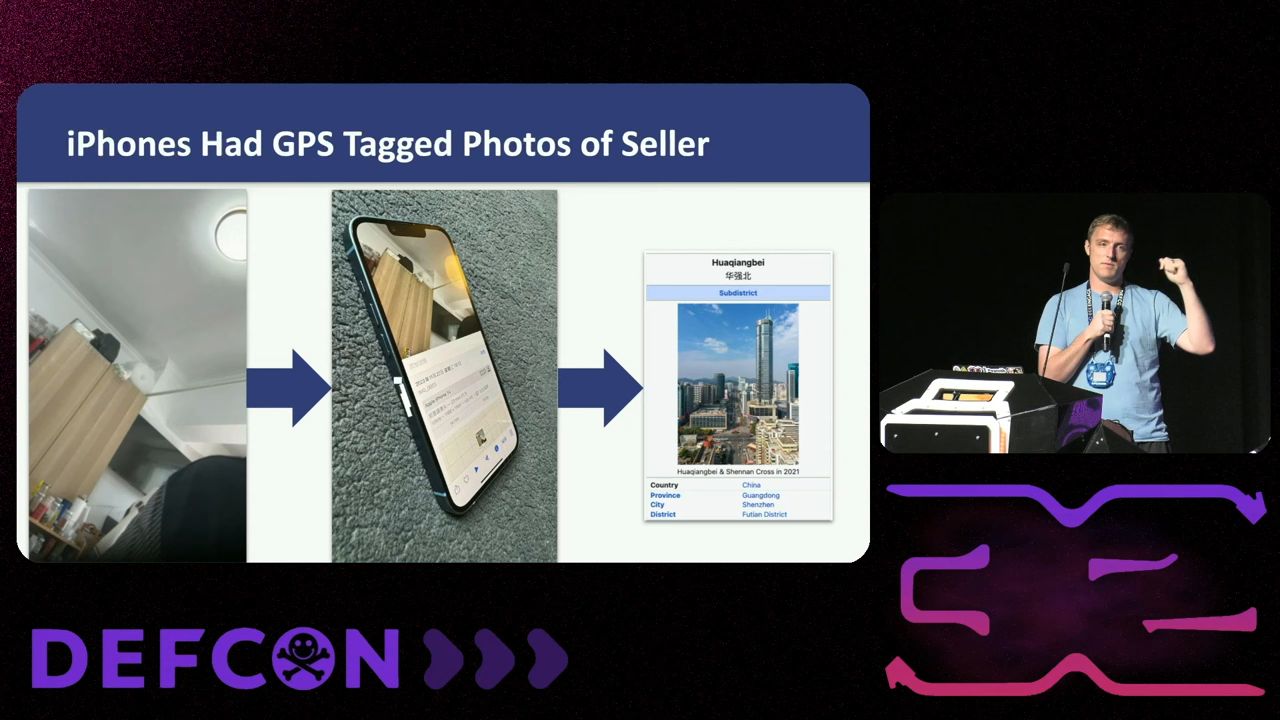 iPhones Had GPS Tagged Photos of Seller
Huaqiangbei
华强北
Subdistrict
Huaqiangbei & Shennan Cross in 2021
Country China
Province Guangdong
City Shenzhen
District Futian District
DEFCON